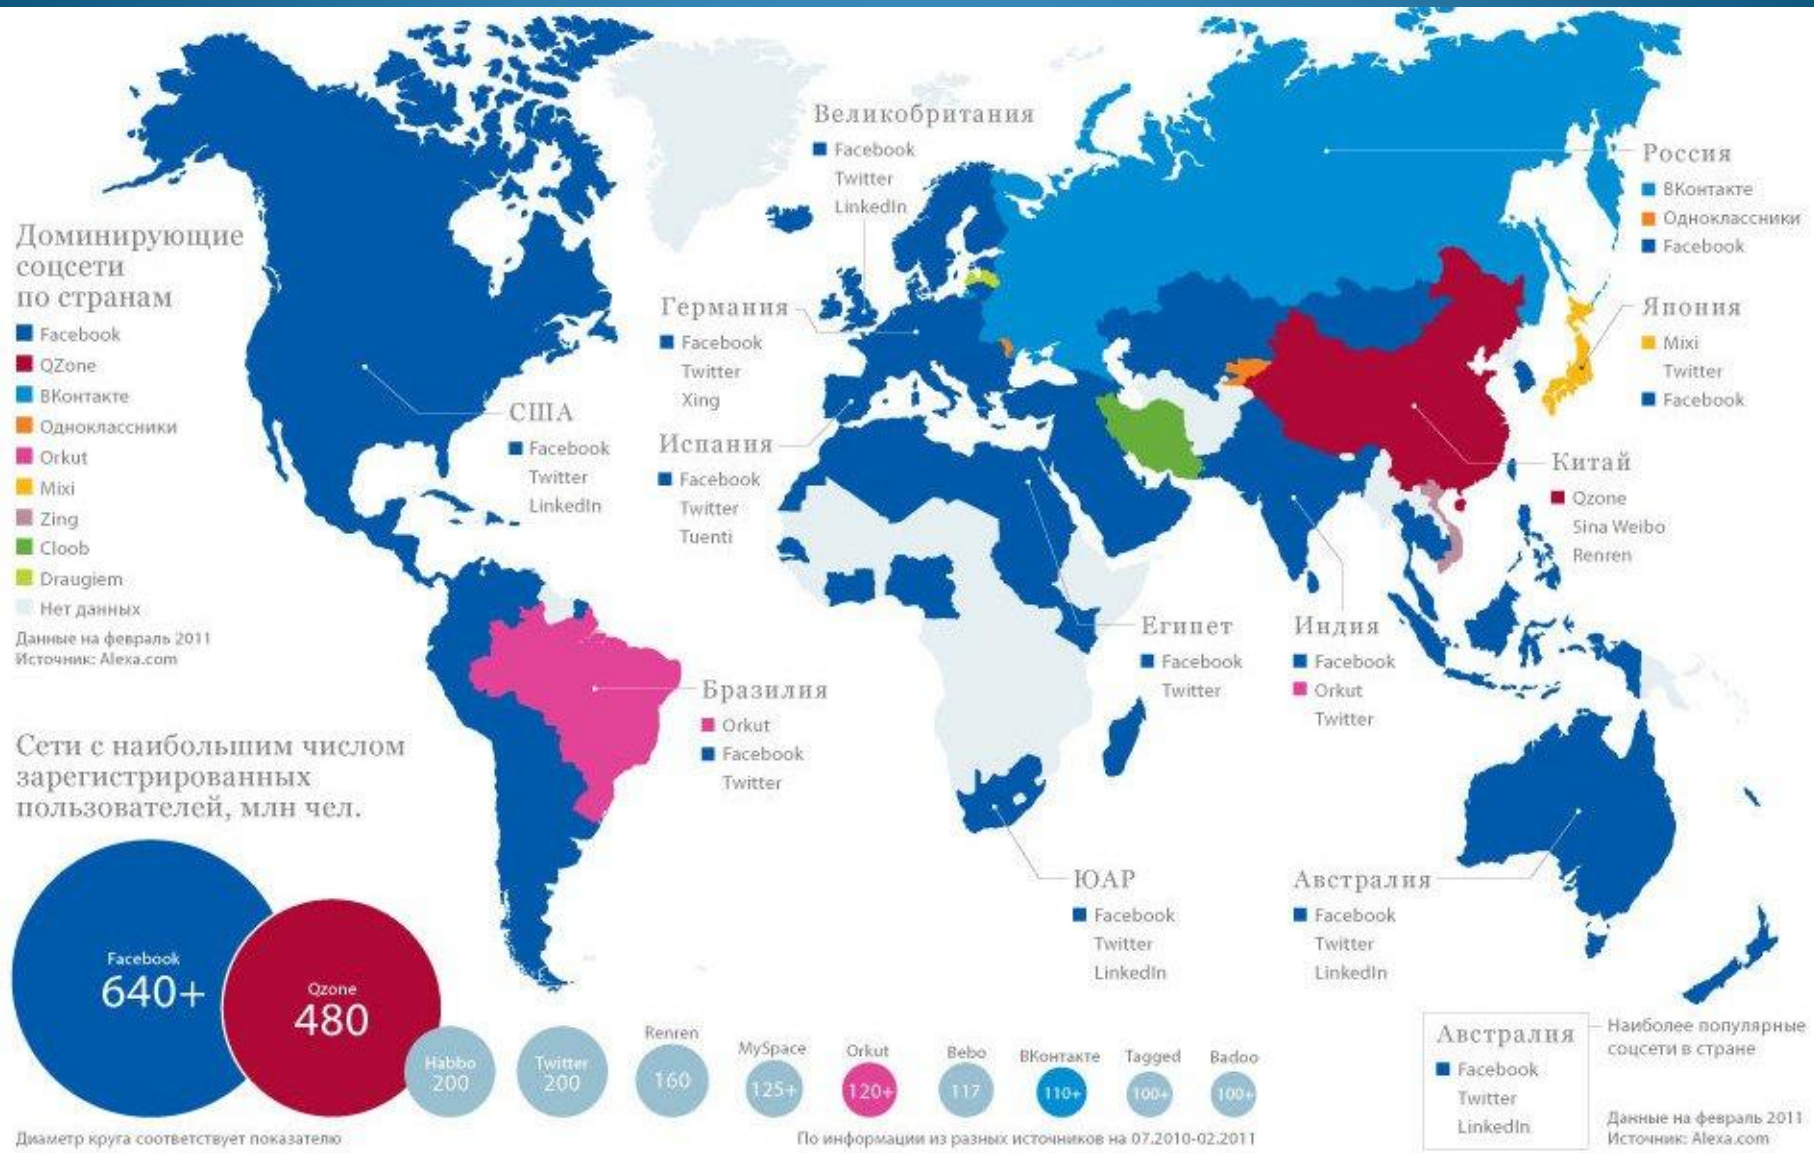 Великобритания
Facebook
Twitter
LinkedIn
Россия
ВКонтакте
Одноклассники
Facebook
Доминирующие
соцсети
по странам
Facebook
QZone
ВКонтакте
Одноклассники
Orkut
Mixi
Zing
Cloob
Draugiem
Нет данных
Данные на февраль 2011
Источник: Alexa.com
Германия
Facebook
Twitter
Xing
Япония
Mixi
Twitter
Facebook
США
Facebook
Twitter
LinkedIn
Испания
Facebook
Twitter
Tuenti
Китай
Qzone
Sina Weibo
Renren
Египет
Facebook
Twitter
Индия
Facebook
Orkut
Twitter
Бразилия
Orkut
Facebook
Twitter
Сети с наибольшим числом
зарегистрированных
пользователей, млн чел.
ЮАР
Facebook
Twitter
LinkedIn
Австралия
Facebook
Twitter
LinkedIn
Facebook
640+
Qzone
480
Habbo
200
Twitter
200
Renren
160
MySpace
125+
Orkut
120+
Bebo
117
ВКонтакте
110+
Tagged
100+
Badoo
100+
Австралия
Facebook
Twitter
LinkedIn
Наиболее популярные
соцсети в стране
Данные на февраль 2011
Источник: Alexa.com
Диаметр круга соответствует показателю
По информации из разных источников на 07.2010-02.2011